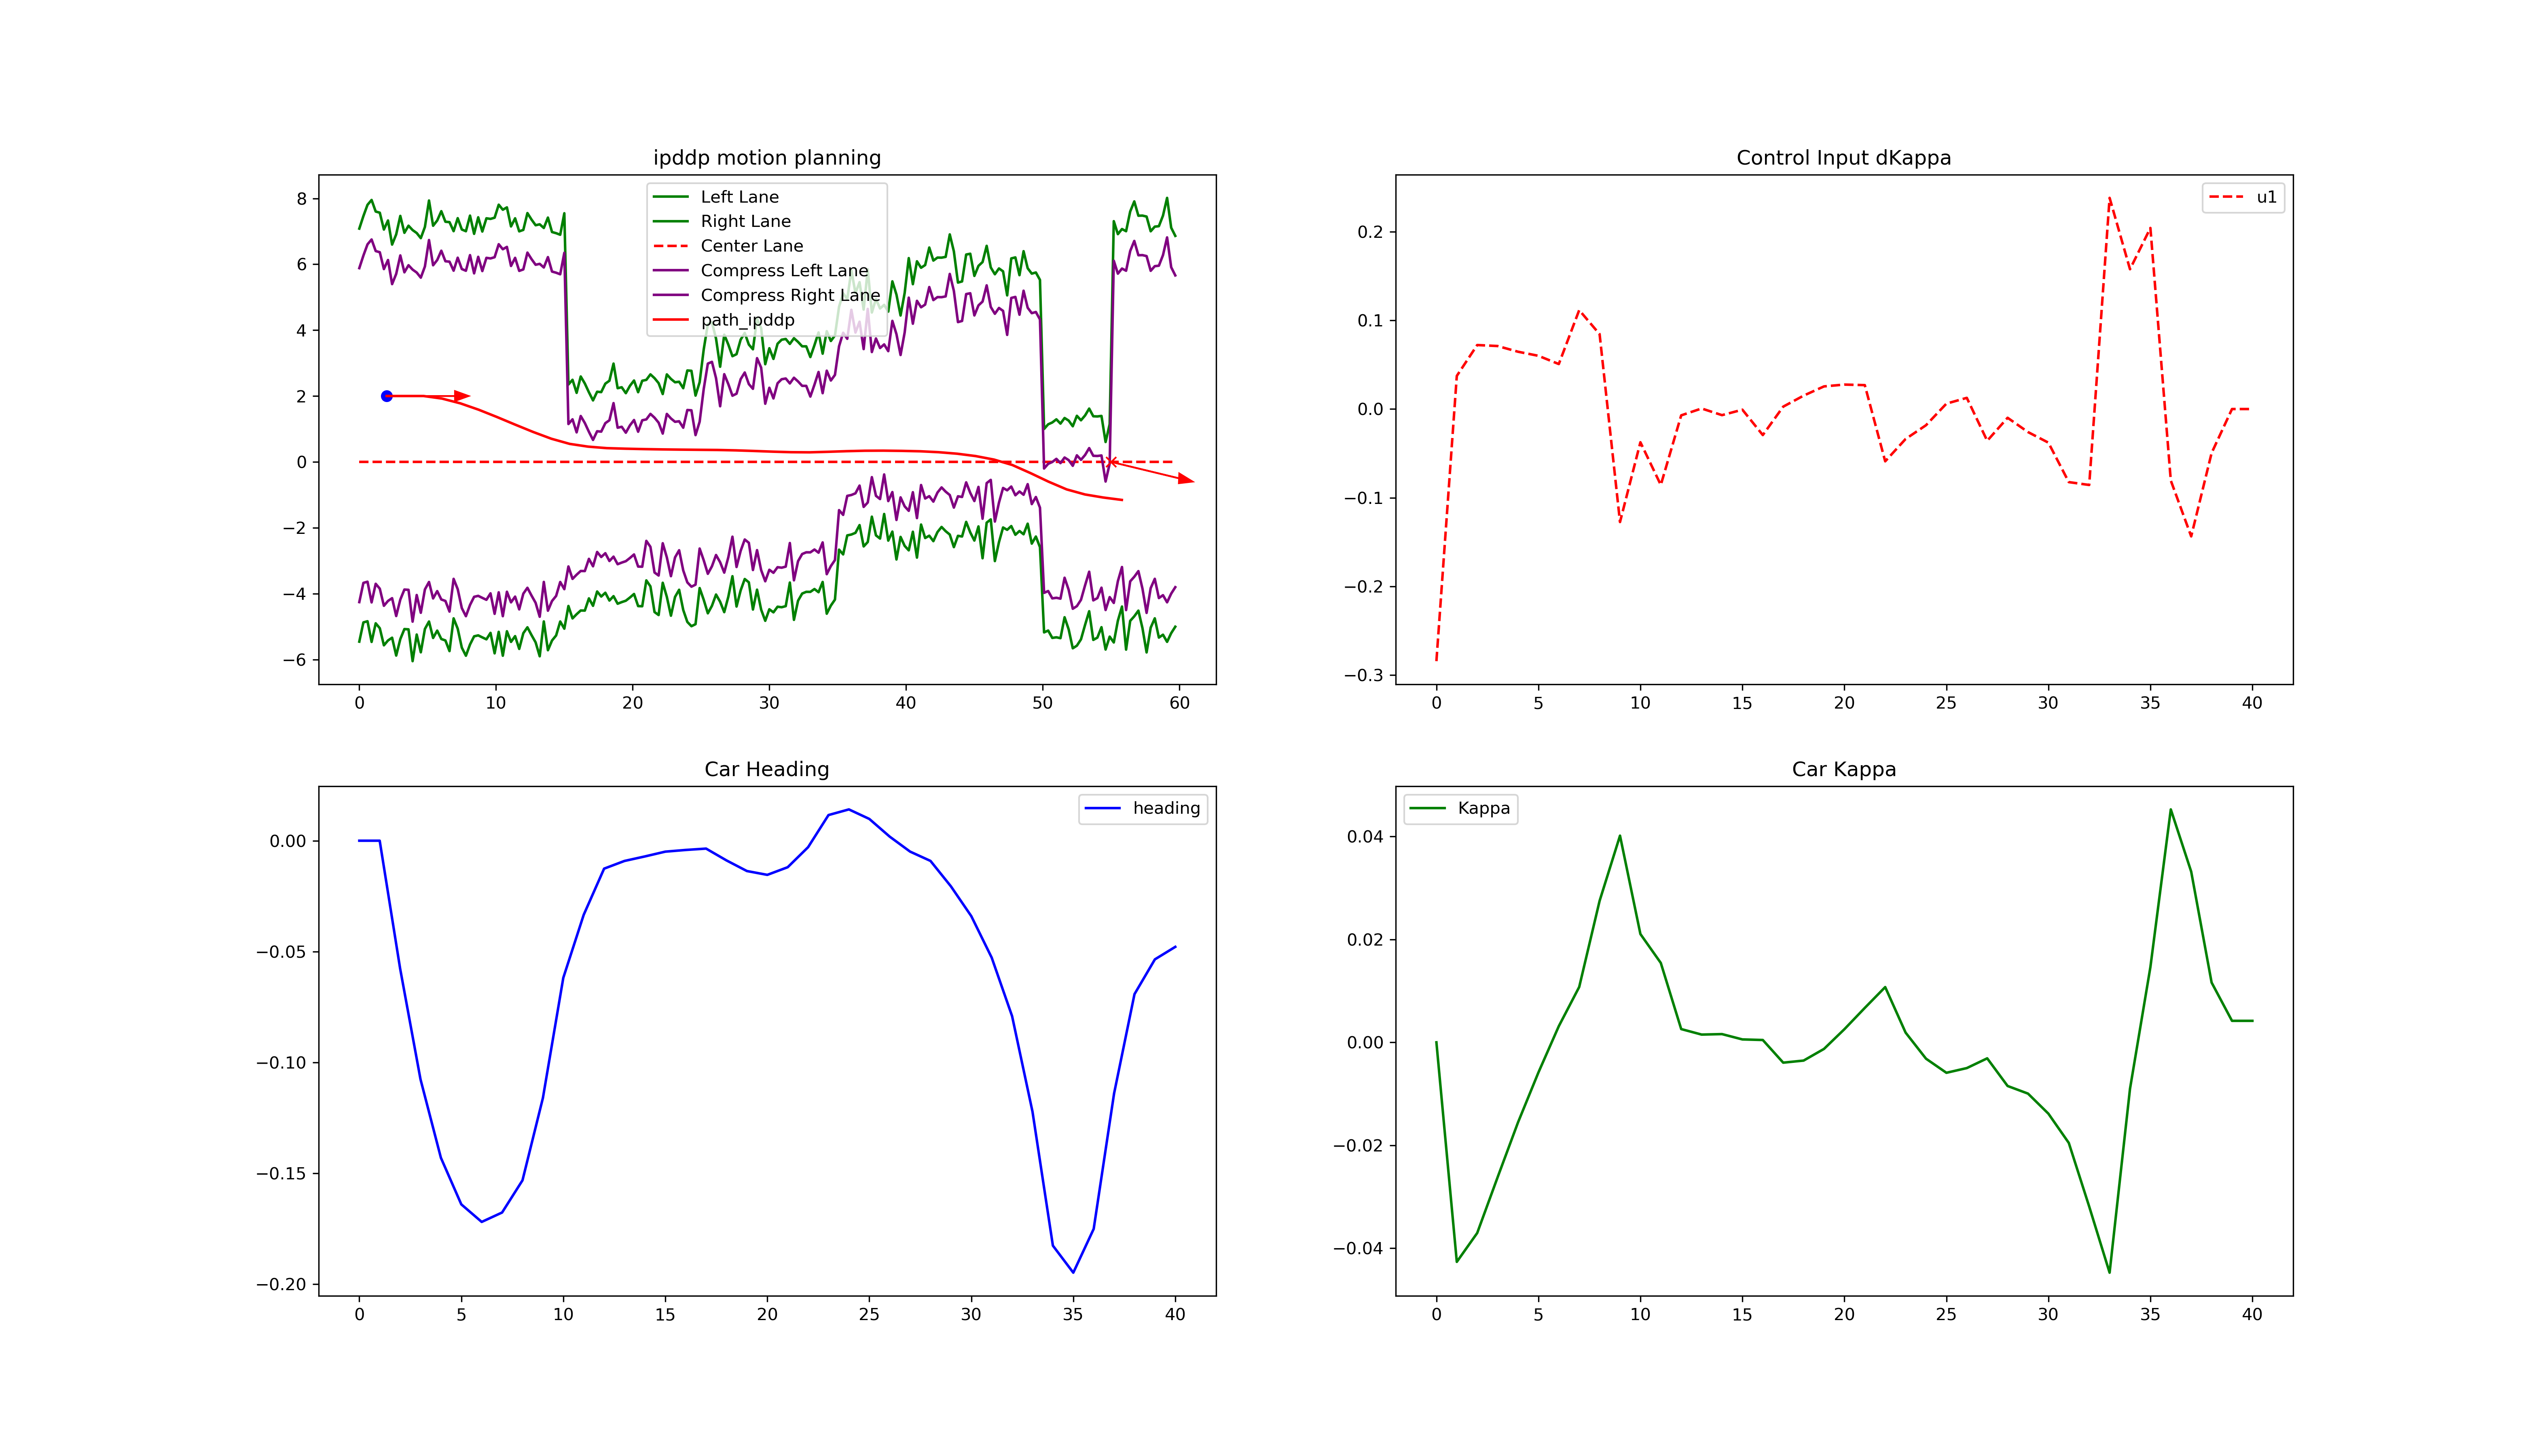 ipddp motion planning
Left Lane
Right Lane
Center Lane
Compress Left Lane
Compress Right Lane
path_ipddp
8
6
4
2
0
−2
−4
−6
0 10 20 30 40 50 60
Control Input dKappa
u1
0.2
0.1
0.0
−0.1
−0.2
−0.3
0 5 10 15 20 25 30 35 40
Car Heading
heading
0.00
−0.05
−0.10
−0.15
−0.20
0 5 10 15 20 25 30 35 40
Car Kappa
Kappa
0.04
0.02
0.00
−0.02
−0.04
0 5 10 15 20 25 30 35 40